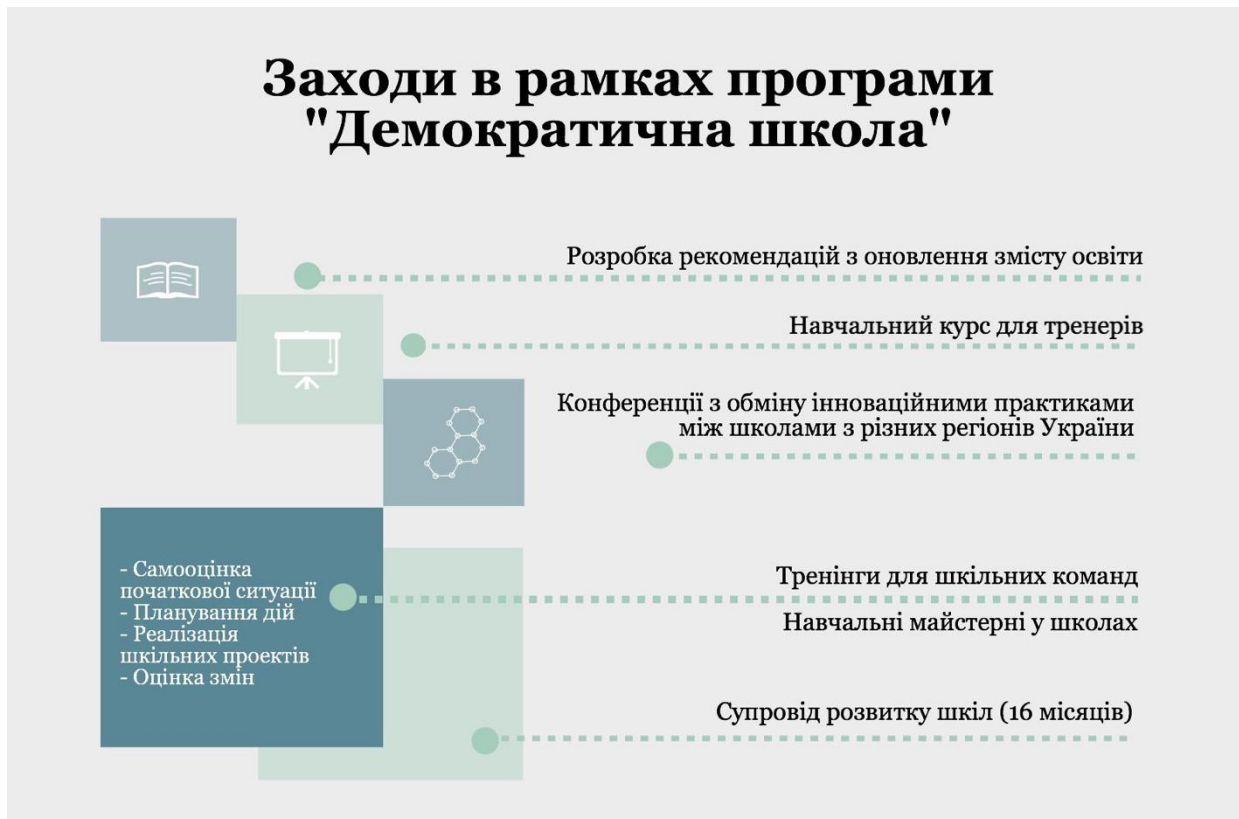 Заходи в рамках програми
"Демократична школа"
Розробка рекомендацій з оновлення змісту освіти
Навчальний курс для тренерів
Конференції з обміну інноваційними практиками
між школами з різних регіонів України
- Самооцінка
початкової ситуації
- Планування дій
- Реалізація
шкільних проектів
- Оцінка змін
Тренінги для шкільних команд
Навчальні майстерні у школах
Супровід розвитку шкіл (16 місяців)